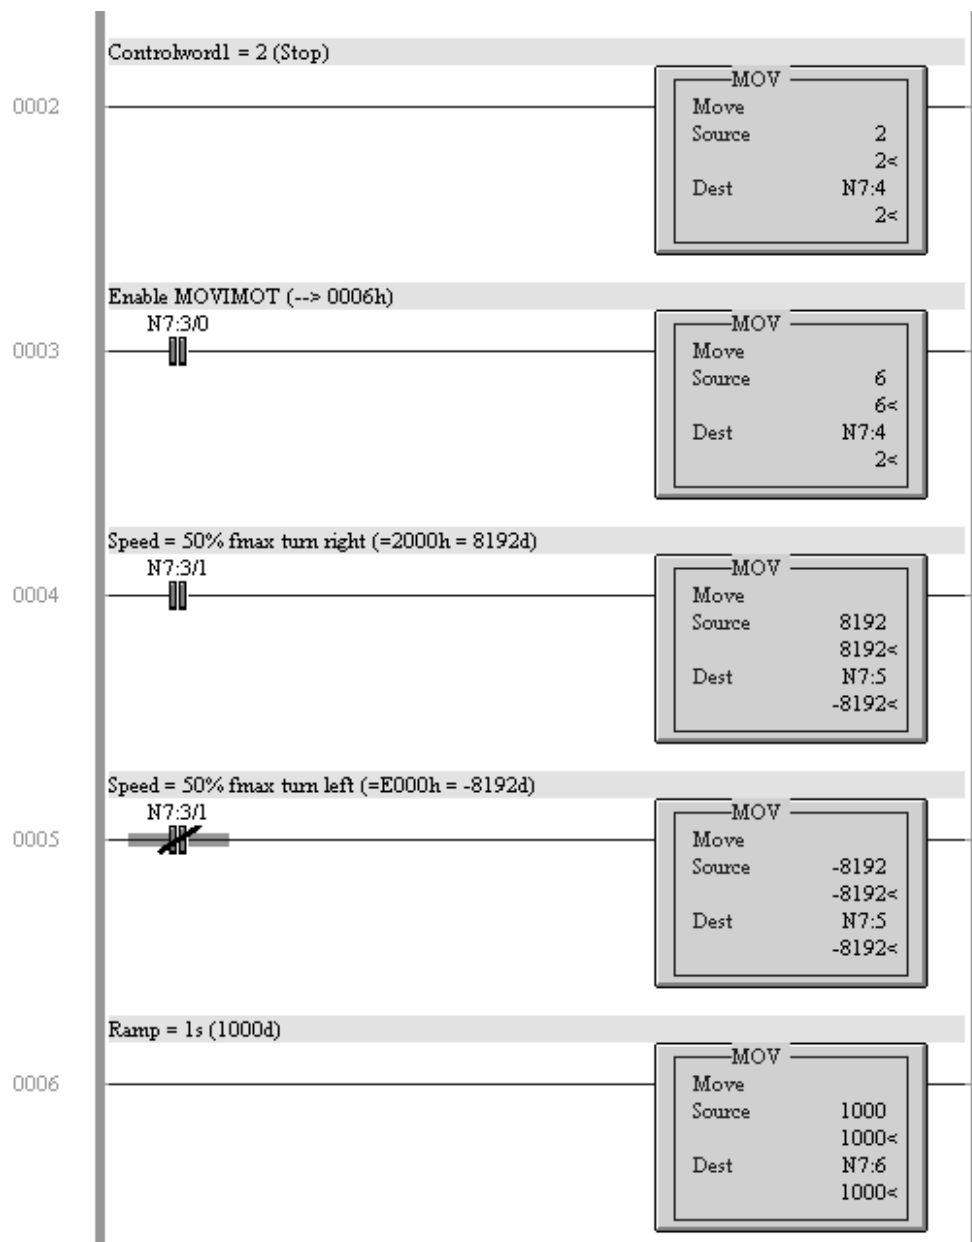 Controlword1 = 2 (Stop)
0002
MOV
Move
Source 2
2<
Dest N7:4
2<
Enable MOVIMOT (--> 0006h)
N7:3/0
0003
MOV
Move
Source 6
6<
Dest N7:4
2<
Speed = 50% fmax turn right (=2000h = 8192d)
N7:3/1
0004
MOV
Move
Source 8192
8192<
Dest N7:5
-8192<
Speed = 50% fmax turn left (=E000h = -8192d)
N7:3/1
0005
MOV
Move
Source -8192
-8192<
Dest N7:5
-8192<
Ramp = 1s (1000d)
0006
MOV
Move
Source 1000
1000<
Dest N7:6
1000<